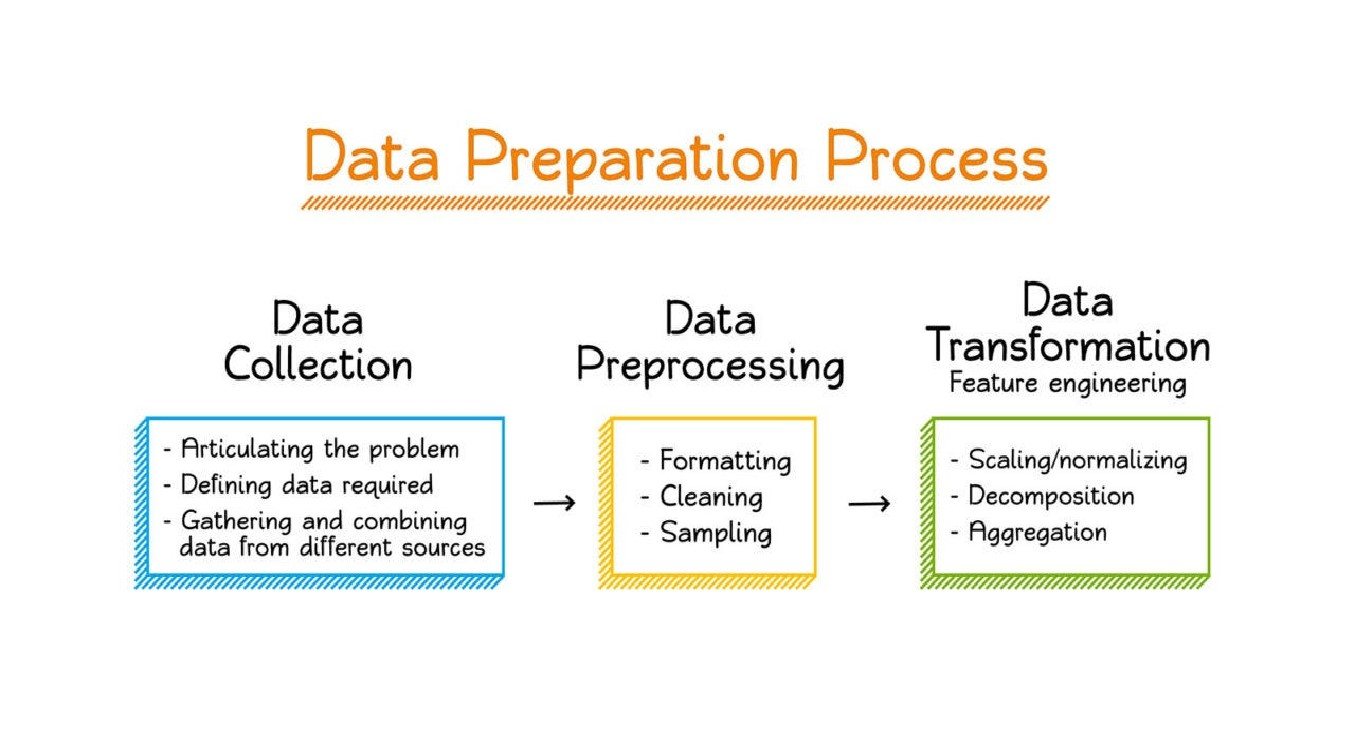 Data Preparation Process
Data
Collection
- Articulating the problem
- Defining data required
- Gathering and combining
data from different sources
Data
Preprocessing
- Formatting
- Cleaning
- Sampling
Data
Transformation
Feature engineering
- Scaling/normalizing
- Decomposition
- Aggregation